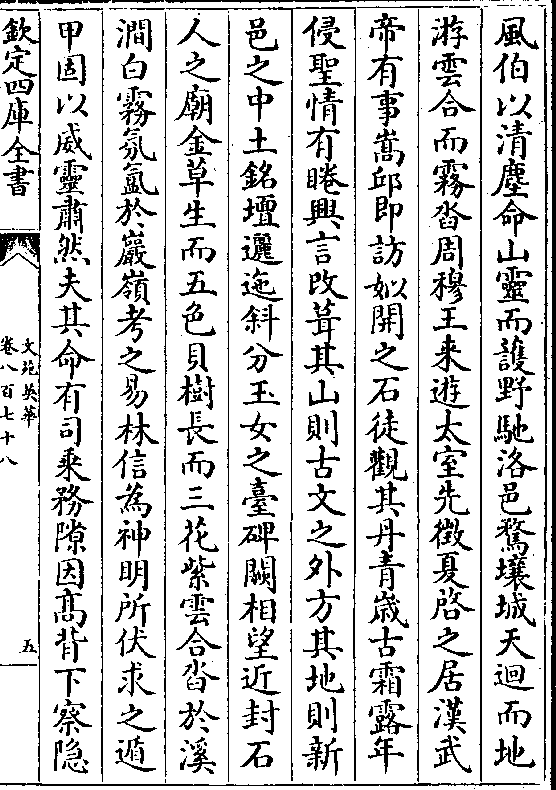 風伯以清塵命山靈而護野馳洛邑騖壤城天迴而地
游雲合而霧沓周穆王来遊太室先徵夏啓之居漢武
帝有事嵩邱即訪姒開之石徒觀其丹青歳古霜露年
侵聖情有睠興言改葺其山則古文之外方其地則新
邑之中土銘壇邐迤斜分玉女之臺碑闕相望近封石
人之廟金草生而五色貝樹長而三花紫雲合沓於溪
澗白霧氛氲於巖嶺考之易林信為神明所伏求之遁
甲固以威靈肅然夫其命有司乘務隙因髙背下察隐
欽定四庫全書
文苑英華
卷八百七十八
五